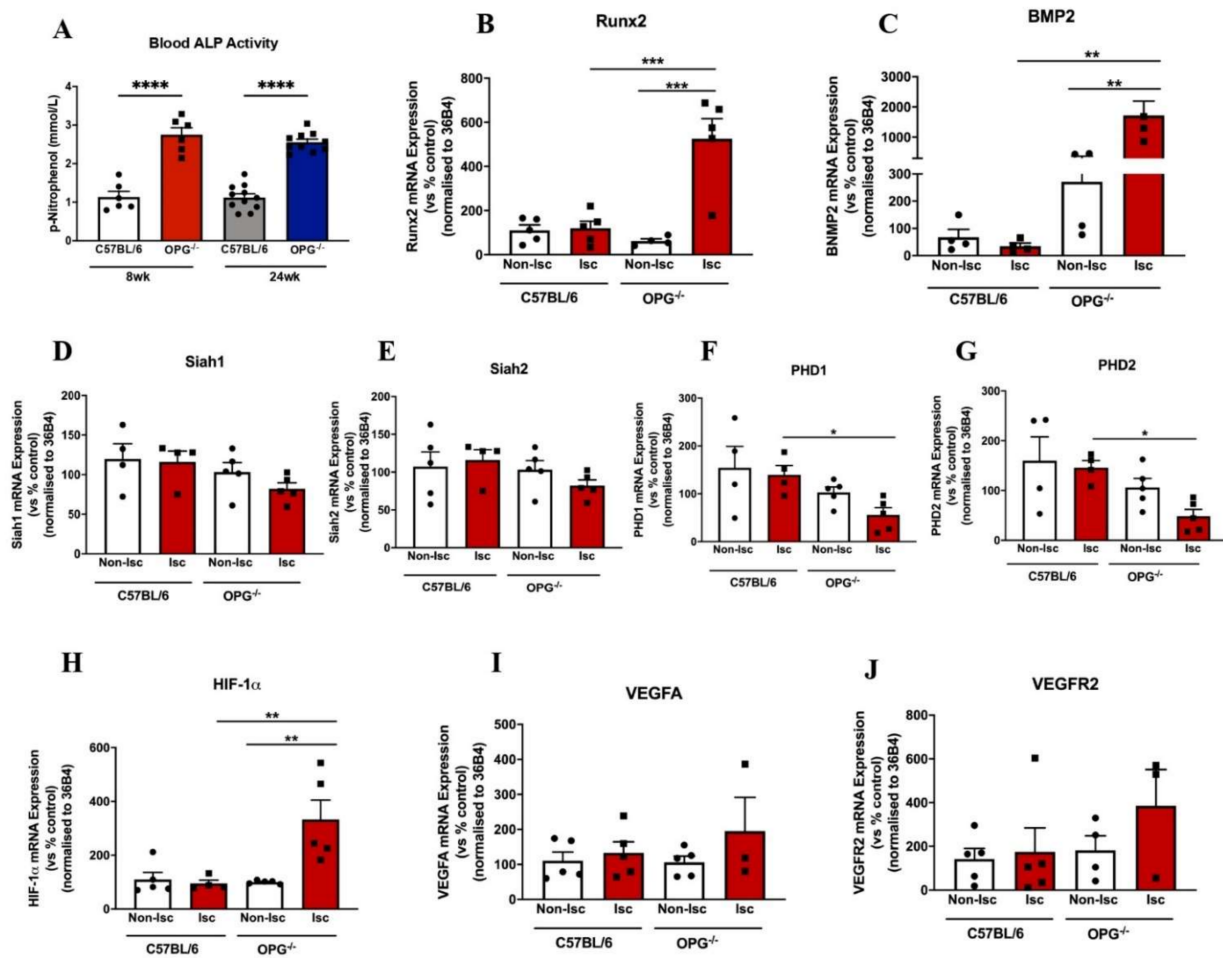 A
Blood ALP Activity
****
****
p-Nitrophenol (mmol/L)
4
3
2
1
0
C57BL/6
OPG-/-
C57BL/6
OPG-/-
8wk
24wk
B
Runx2
***
***
Runx2 mRNA Expression
(vs % control)
(normalised to 36B4)
800
600
400
200
0
Non-Isc
Isc
Non-Isc
Isc
C57BL/6
OPG-/-
C
BMP2
**
**
BNMP2 mRNA Expression
(vs % control)
(normalised to 36B4)
3000
2000
1000
300
200
100
0
Non-Isc
Isc
Non-Isc
Isc
C57BL/6
OPG-/-
D
Siah1
Siah1 mRNA Expression
(vs % control)
(normalised to 36B4)
200
150
100
50
0
Non-Isc
Isc
Non-Isc
Isc
C57BL/6
OPG-/-
E
Siah2
Siah2 mRNA Expression
(vs % control)
(normalised to 36B4)
200
150
100
50
0
Non-Isc
Isc
Non-Isc
Isc
C57BL/6
OPG-/-
F
PHD1
*
PHD1 mRNA Expression
(vs % control)
(normalised to 36B4)
300
200
100
0
Non-Isc
Isc
Non-Isc
Isc
C57BL/6
OPG-/-
G
PHD2
*
PHD2 mRNA Expression
(vs % control)
(normalised to 36B4)
300
200
100
0
Non-Isc
Isc
Non-Isc
Isc
C57BL/6
OPG-/-
H
HIF-1α
**
**
HIF-1α mRNA Expression
(vs % control)
(normalised to 36B4)
600
400
200
0
Non-Isc
Isc
Non-Isc
Isc
C57BL/6
OPG-/-
I
VEGFA
VEGFA mRNA Expression
(vs % control)
(normalised to 36B4)
500
400
300
200
100
0
Non-Isc
Isc
Non-Isc
Isc
C57BL/6
OPG-/-
J
VEGFR2
VEGFR2 mRNA Expression
(vs % control)
(normalised to 36B4)
800
600
400
200
0
Non-Isc
Isc
Non-Isc
Isc
C57BL/6
OPG-/-